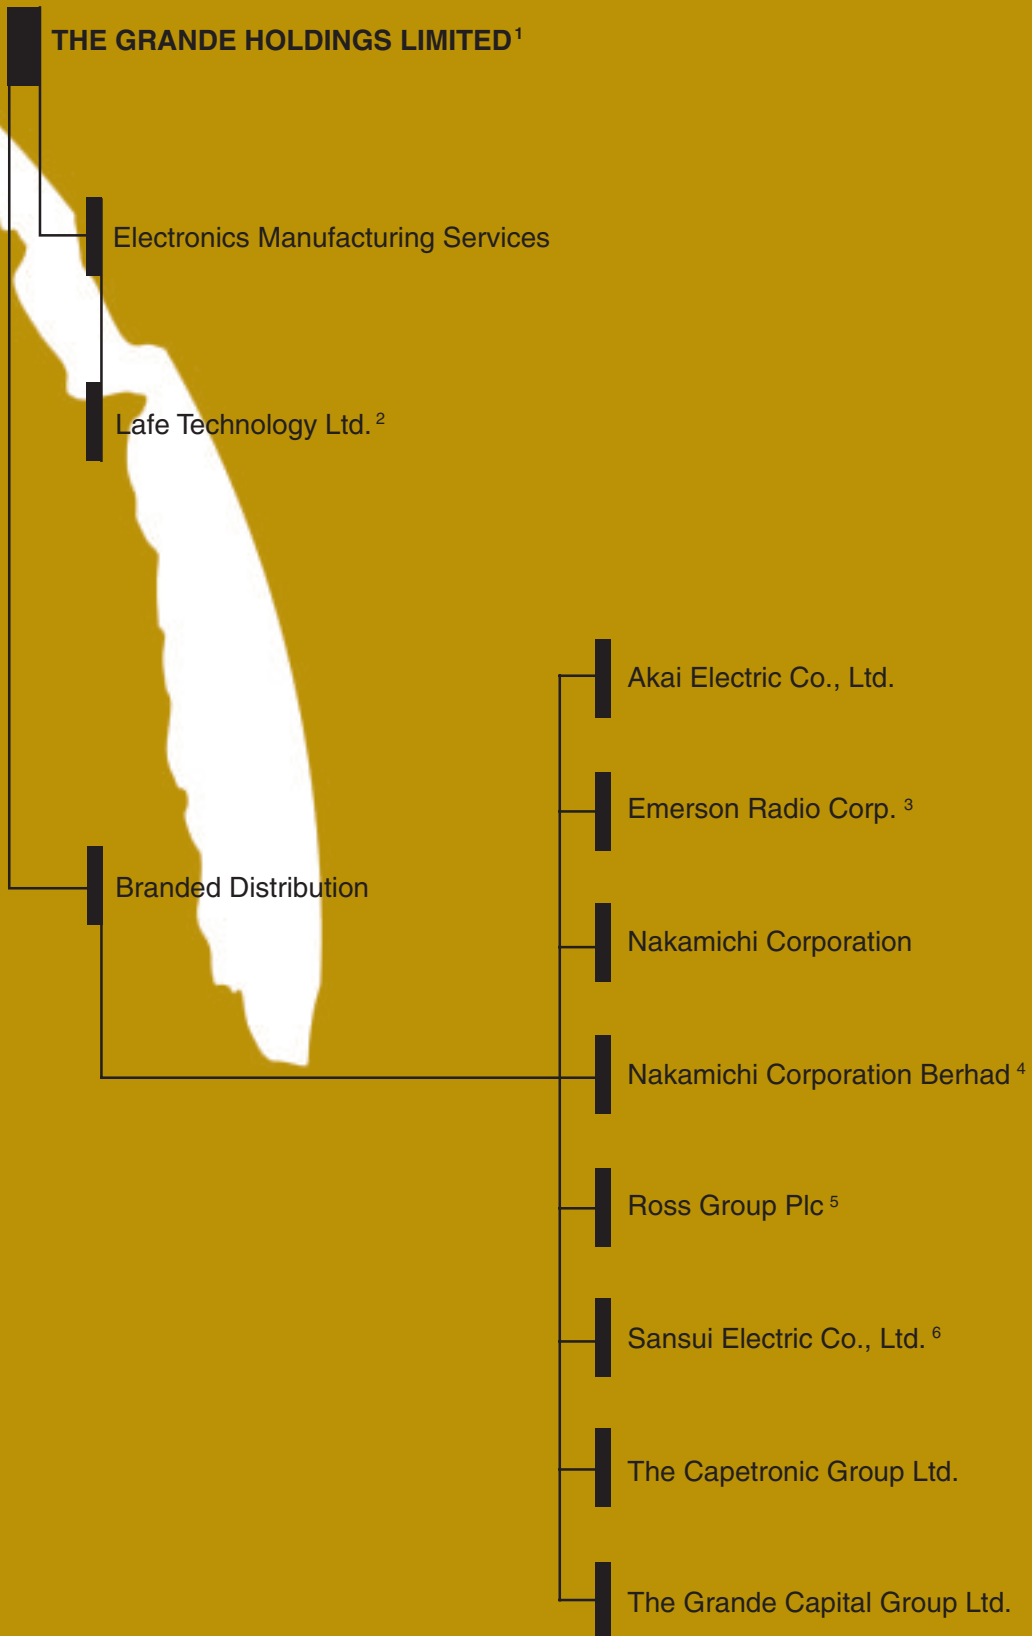 THE GRANDE HOLDINGS LIMITED 1
Electronics Manufacturing Services
Lafe Technology Ltd. 2
Akai Electric Co., Ltd.
Emerson Radio Corp. 3
Branded Distribution
Nakamichi Corporation
Nakamichi Corporation Berhad 4
Ross Group Plc 5
Sansui Electric Co., Ltd. 6
The Capetronic Group Ltd.
The Grande Capital Group Ltd.